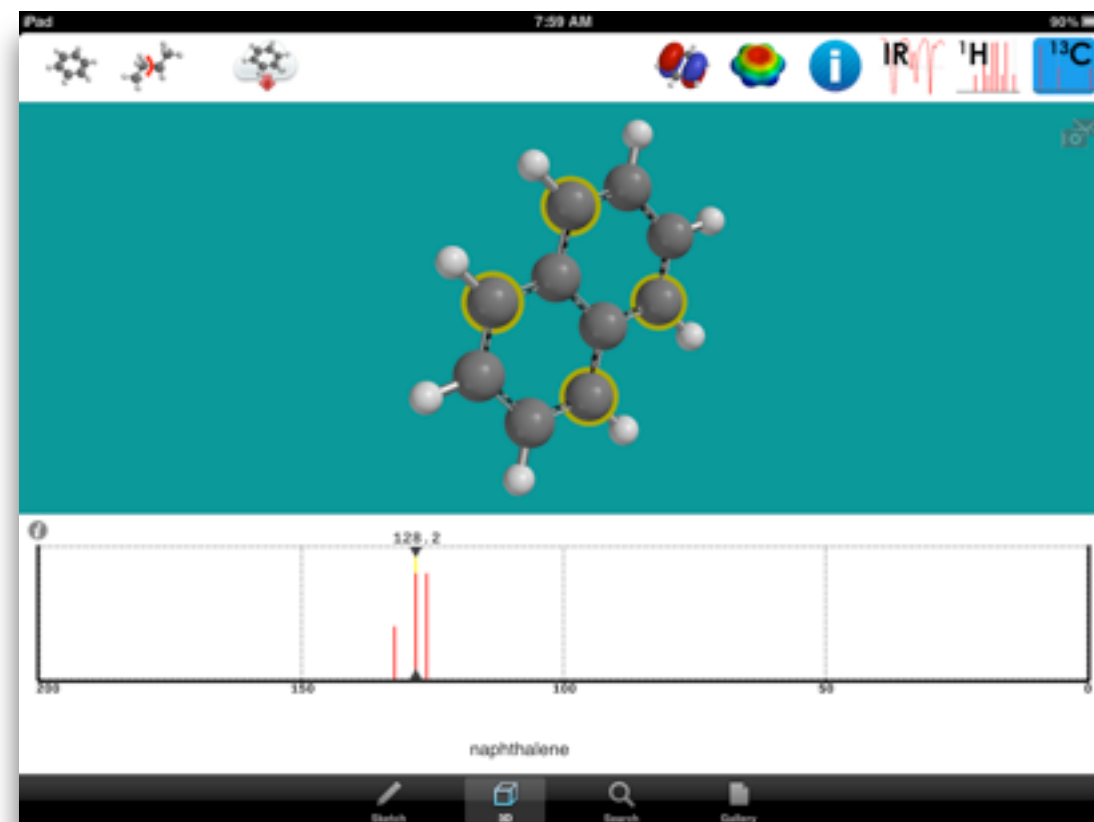 iPad 7:59 AM 90%
i IR ¹H ¹³C
128.2
200 150 100 50 0
naphthalene
Sketch 3D Search Gallery